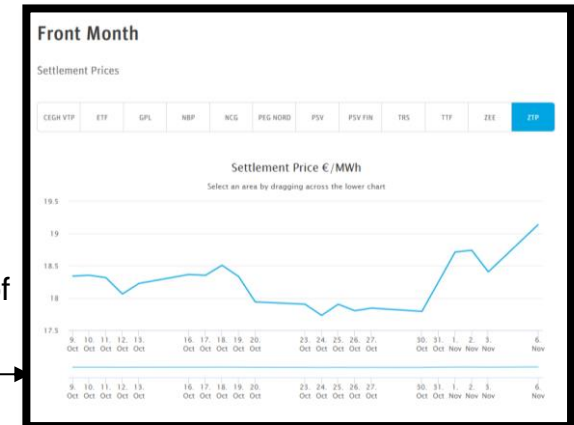 Front Month
Settlement Prices
CEGH VTP ETF GPL NBP NCG PEG NORD PSV PSV FIN TRS TTF ZEE ZTP
Settlement Price €/MWh
Select an area by dragging across the lower chart
19.5
19
18.5
18
17.5
of
9. 10. 11. 12. 13. 16. 17. 18. 19. 20. 23. 24. 25. 26. 27. 30. 31. 1. 2. 3. 6.
Oct Oct Oct Oct Oct Oct Oct Oct Oct Oct Oct Oct Oct Oct Oct Oct Oct Nov Nov Nov Nov
9. 10. 11. 12. 13. 16. 17. 18. 19. 20. 23. 24. 25. 26. 27. 30. 31. 1. 2. 3. 6.
Oct Oct Oct Oct Oct Oct Oct Oct Oct Oct Oct Oct Oct Oct Oct Oct Oct Nov Nov Nov Nov